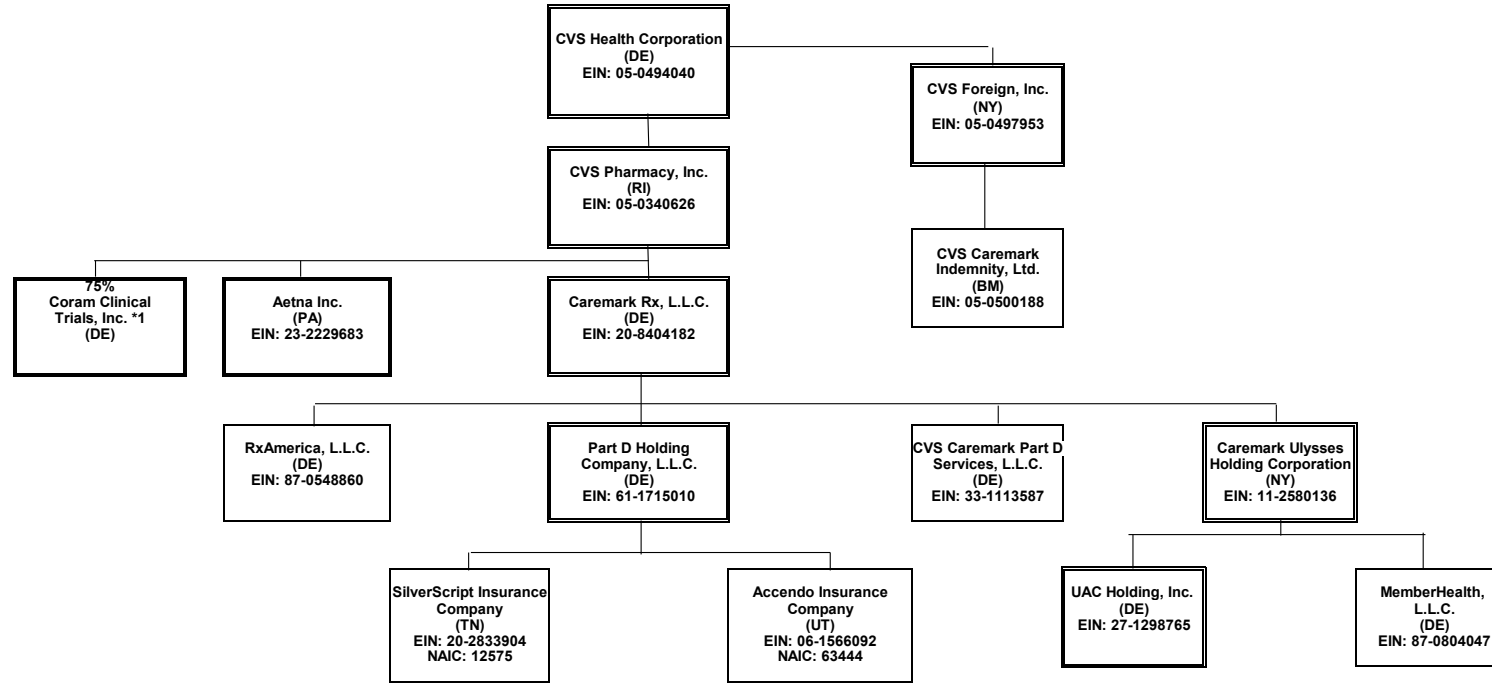 CVS Health Corporation
(DE)
EIN: 05-0494040
CVS Foreign, Inc.
(NY)
EIN: 05-0497953
CVS Pharmacy, Inc.
(RI)
EIN: 05-0340626
CVS Caremark
Indemnity, Ltd.
(BM)
EIN: 05-0500188
75%
Coram Clinical
Trials, Inc. *1
(DE)
Aetna Inc.
(PA)
EIN: 23-2229683
Caremark Rx, L.L.C.
(DE)
EIN: 20-8404182
RxAmerica, L.L.C.
(DE)
EIN: 87-0548860
Part D Holding
Company, L.L.C.
(DE)
EIN: 61-1715010
CVS Caremark Part D
Services, L.L.C.
(DE)
EIN: 33-1113587
Caremark Ulysses
Holding Corporation
(NY)
EIN: 11-2580136
SilverScript Insurance
Company
(TN)
EIN: 20-2833904
NAIC: 12575
Accendo Insurance
Company
(UT)
EIN: 06-1566092
NAIC: 63444
UAC Holding, Inc.
(DE)
EIN: 27-1298765
MemberHealth,
L.L.C.
(DE)
EIN: 87-0804047